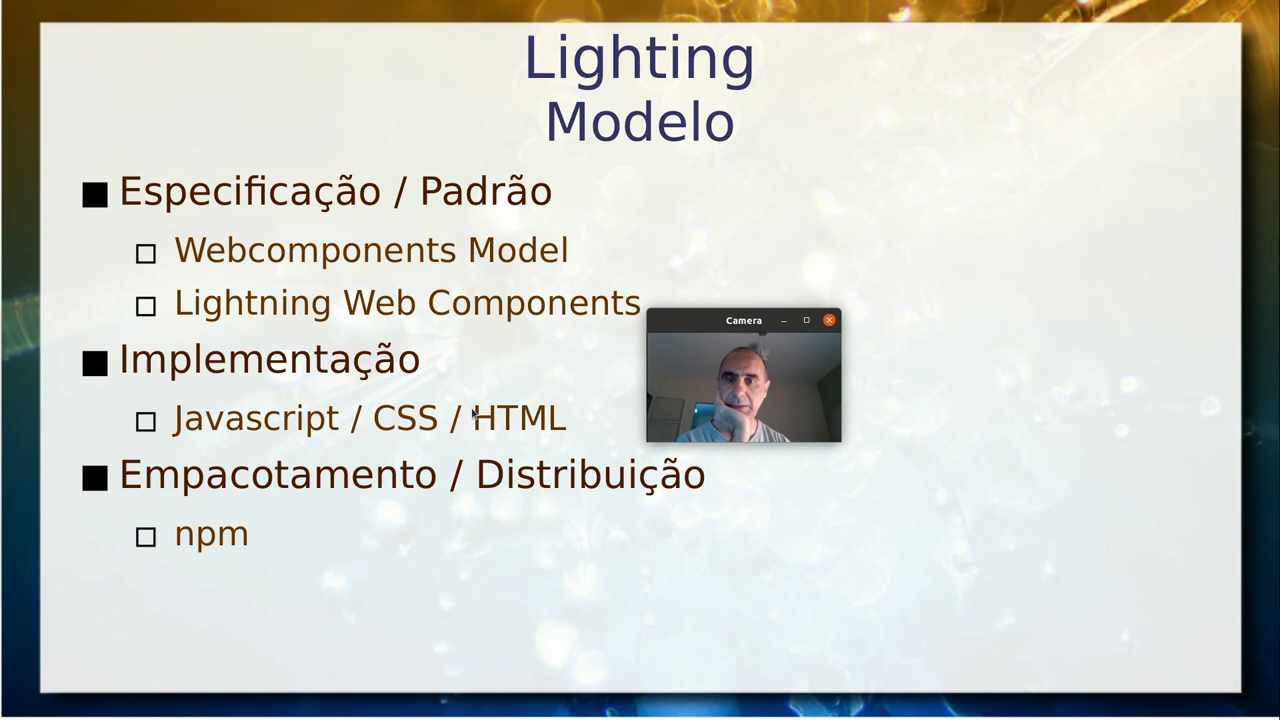 Lighting
Modelo
Especificação / Padrão
Webcomponents Model
Lightning Web Components
Camera
Implementação
Javascript / CSS / HTML
Empacotamento / Distribuição
npm